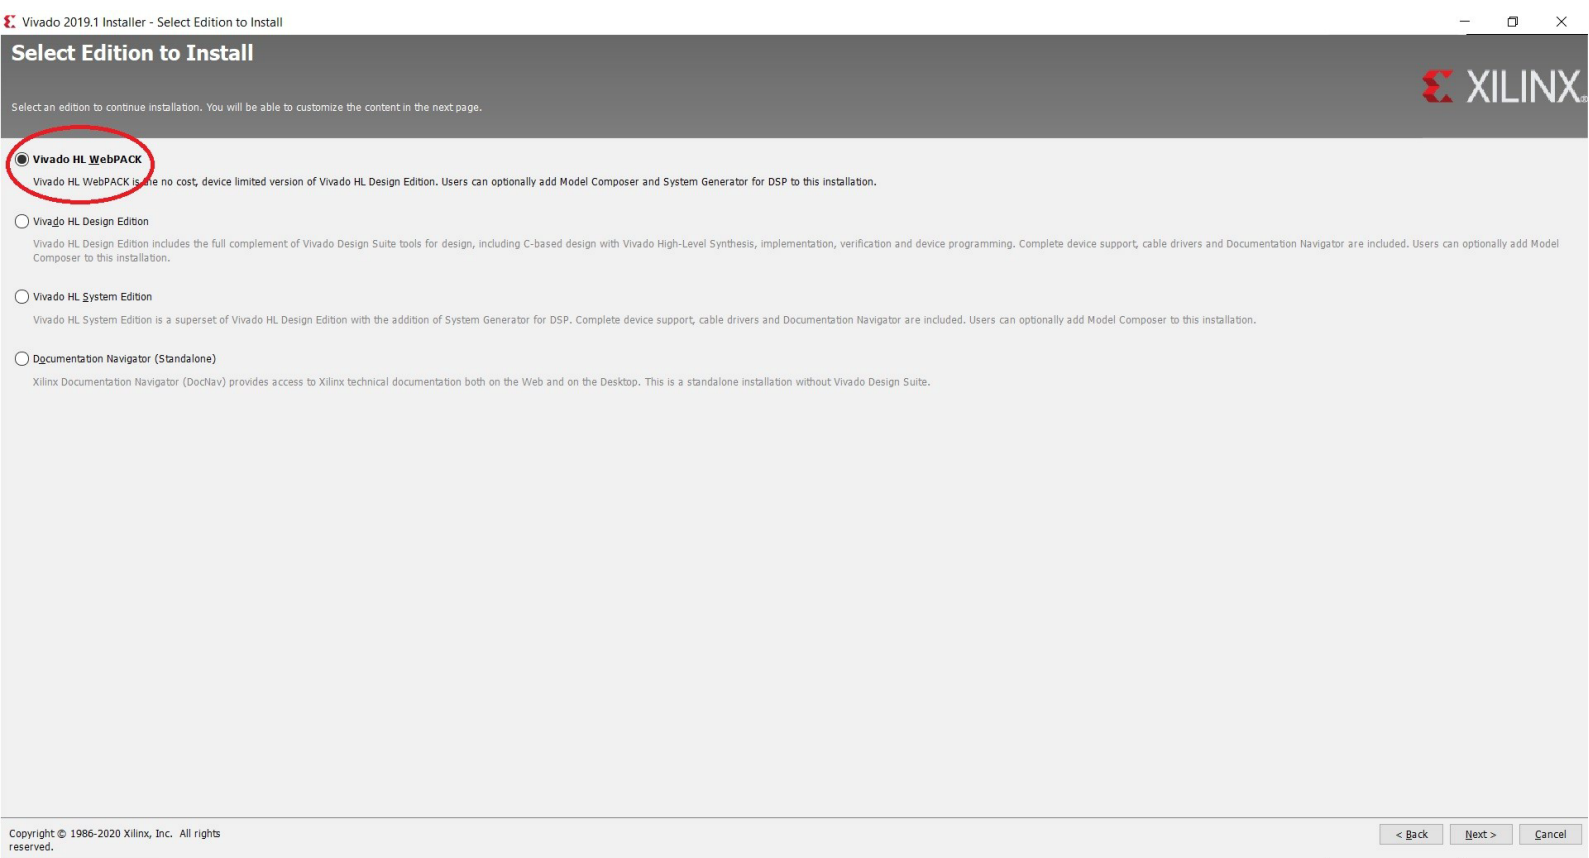 Vivado 2019.1 Installer - Select Edition to Install
Select Edition to Install
XILINX
Select an edition to continue installation. You will be able to customize the content in the next page.
Vivado HL WebPACK
Vivado HL WebPACK is the no cost, device limited version of Vivado HL Design Edition. Users can optionally add Model Composer and System Generator for DSP to this installation.
Vivado HL Design Edition
Vivado HL Design Edition includes the full complement of Vivado Design Suite tools for design, including C-based design with Vivado High-Level Synthesis, implementation, verification and device programming. Complete device support, cable drivers and Documentation Navigator are included. Users can optionally add Model
Composer to this installation.
Vivado HL System Edition
Vivado HL System Edition is a superset of Vivado HL Design Edition with the addition of System Generator for DSP. Complete device support, cable drivers and Documentation Navigator are included. Users can optionally add Model Composer to this installation.
Documentation Navigator (Standalone)
Xilinx Documentation Navigator (DocNav) provides access to Xilinx technical documentation both on the Web and on the Desktop. This is a standalone installation without Vivado Design Suite.
Copyright © 1986-2020 Xilinx, Inc. All rights
reserved.
< Back Next > Cancel